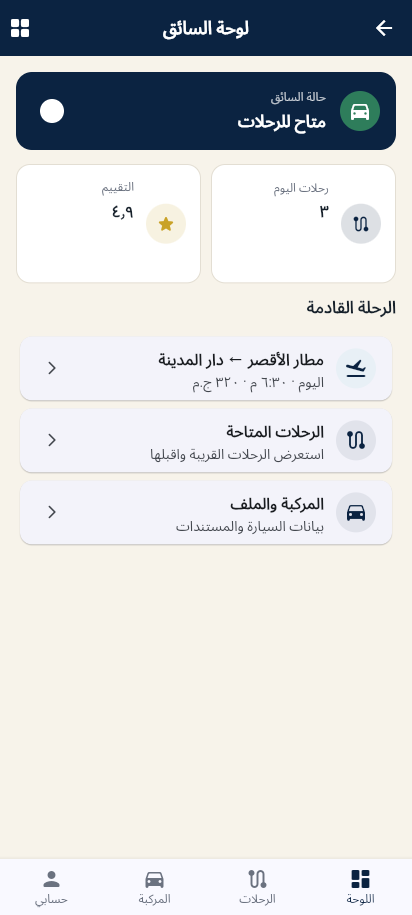 لوحة السائق
حالة السائق
متاح للرحلات
رحلات اليوم
٣
التقييم
٤٫٩
الرحلة القادمة
مطار الأقصر ← دار المدينة
اليوم · ٦:٣٠ م · ٣٢٠ ج.م
الرحلات المتاحة
استعرض الرحلات القريبة واقبلها
المركبة والملف
بيانات السيارة والمستندات
اللوحة
الرحلات
المركبة
حسابي